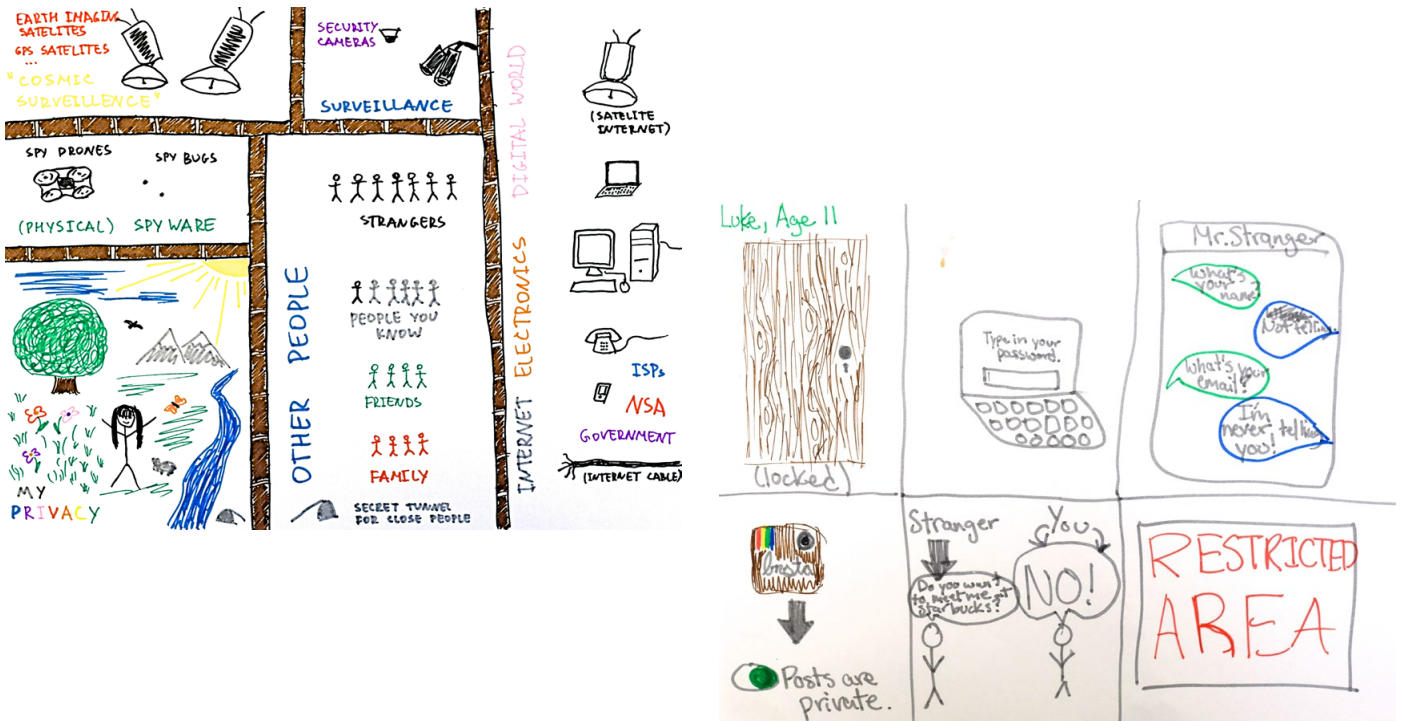 EARTH IMAGING
SATELITES
GPS SATELITES
...
"COSMIC
SURVEILLENCE"
SECURITY
CAMERAS
SURVEILLANCE
SPY DRONES
SPY BUGS
(PHYSICAL) SPY WARE
MY
PRIVACY
OTHER PEOPLE
STRANGERS
PEOPLE YOU
KNOW
FRIENDS
FAMILY
SECRET TUNNEL
FOR CLOSE PEOPLE
INTERNET ELECTRONICS DIGITAL WORLD
(SATELITE
INTERNET)
ISPs
NSA
GOVERNMENT
(INTERNET CABLE)
Luke, Age 11
(locked)
Type in your
password.
Mr. Stranger
What's
your
name?
Not telling.
What's your
email?
I'm
never telling
you!
Insta
Posts are
private.
Stranger
Do you want
to meet me at
starbucks?
You
NO!
RESTRICTED
AREA